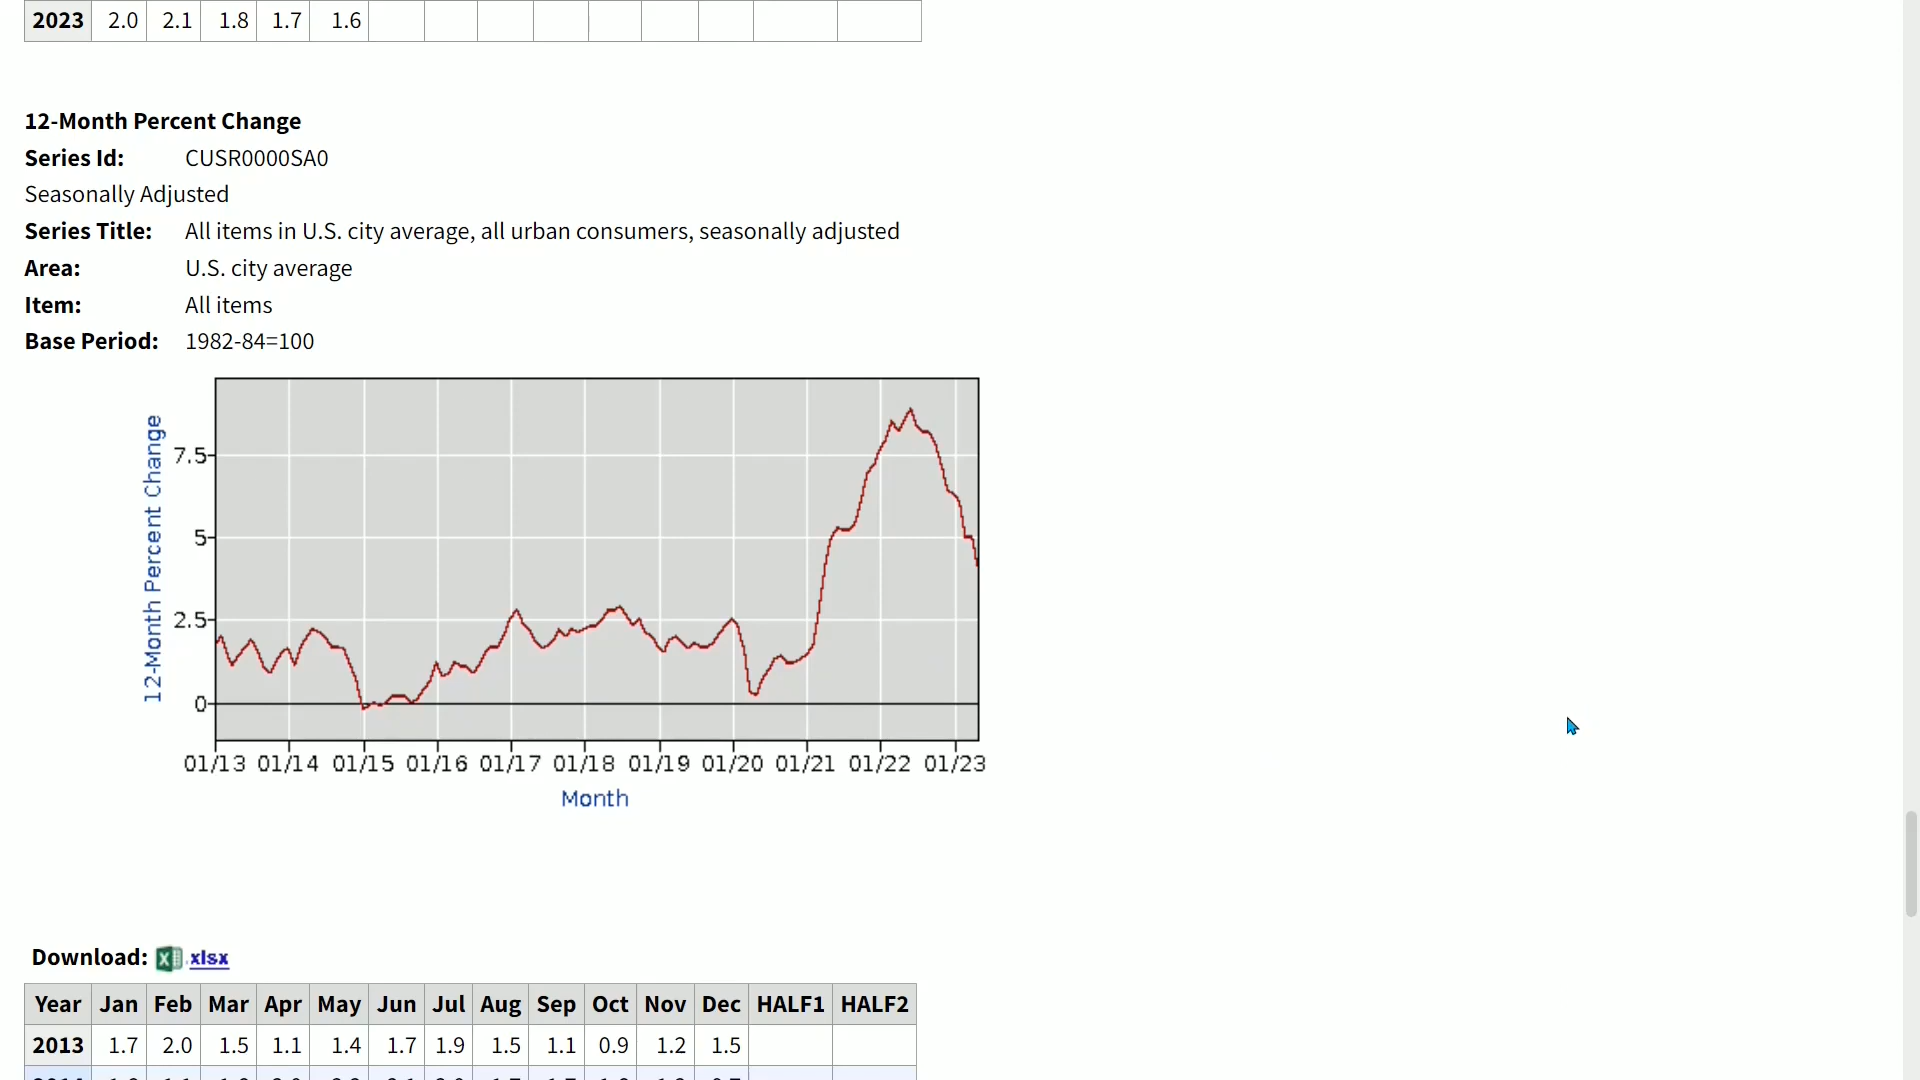 2023 2.0 2.1 1.8 1.7 1.6
12-Month Percent Change
Series Id: CUSR0000SA0
Seasonally Adjusted
Series Title: All items in U.S. city average, all urban consumers, seasonally adjusted
Area: U.S. city average
Item: All items
Base Period: 1982-84=100
12-Month Percent Change
7.5
5
2.5
0
01/13 01/14 01/15 01/16 01/17 01/18 01/19 01/20 01/21 01/22 01/23
Month
Download: xlsx
Year Jan Feb Mar Apr May Jun Jul Aug Sep Oct Nov Dec HALF1 HALF2
2013 1.7 2.0 1.5 1.1 1.4 1.7 1.9 1.5 1.1 0.9 1.2 1.5